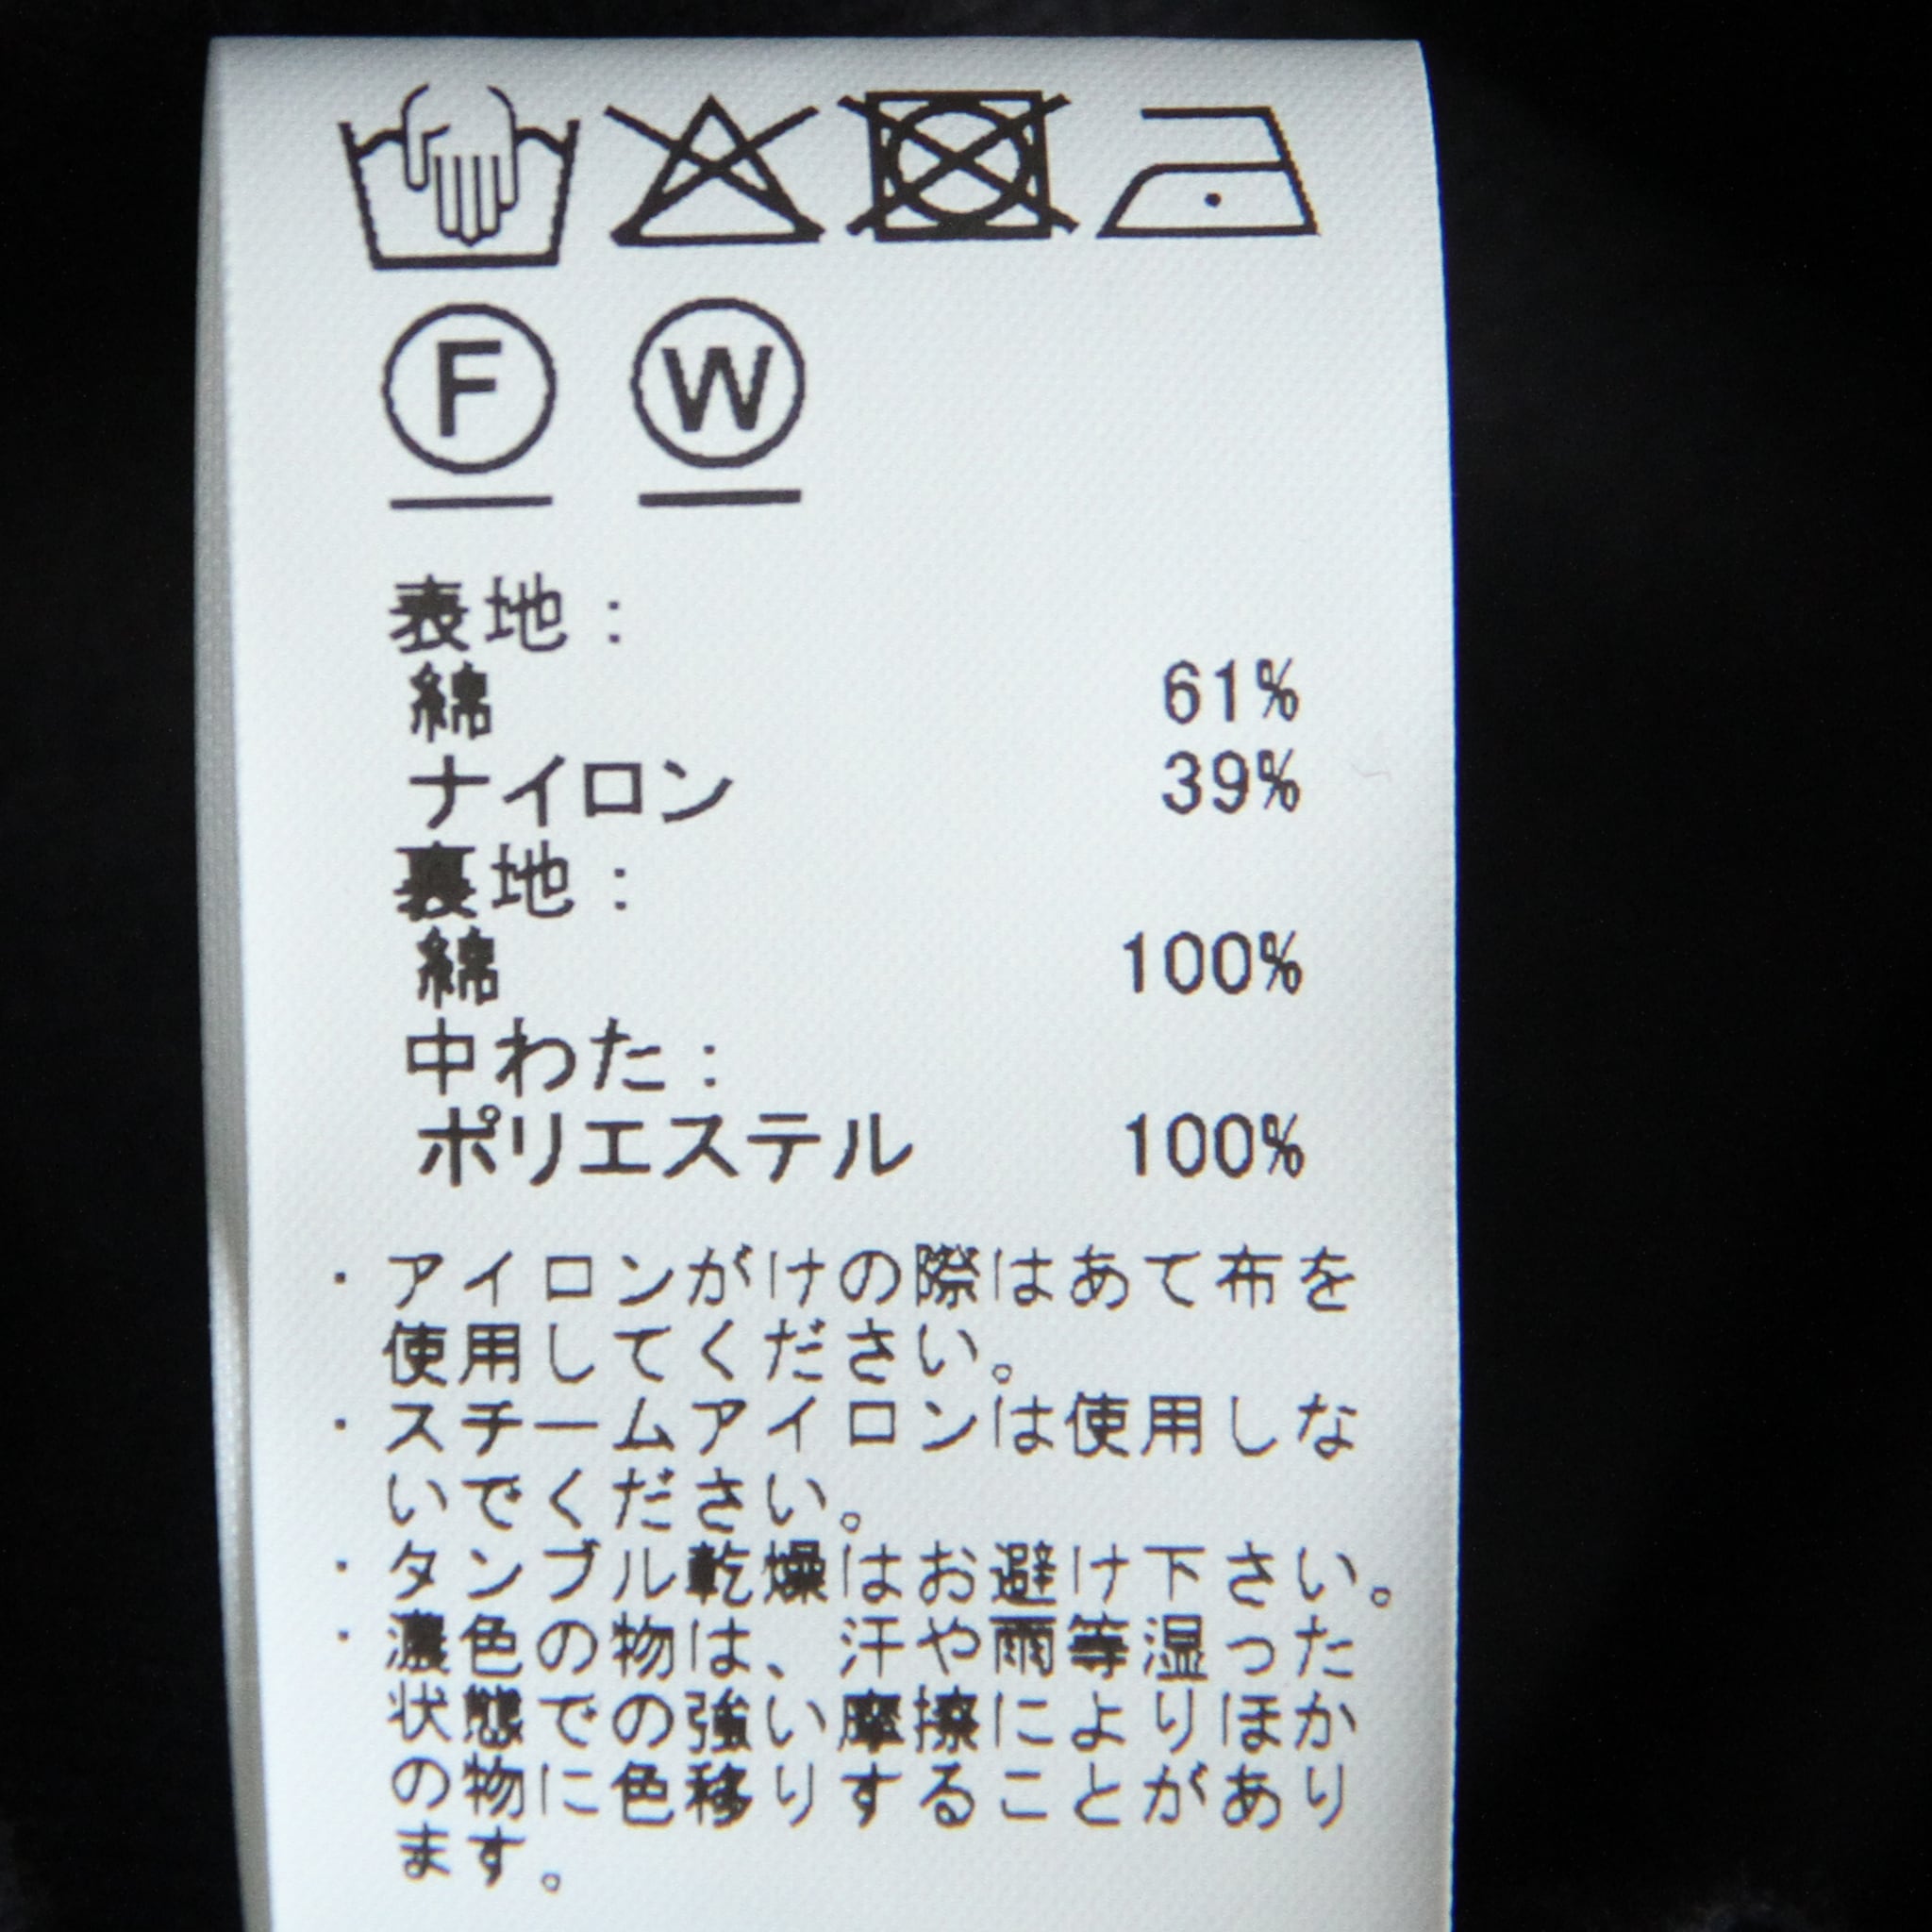 F W
表地：
綿 61%
ナイロン 39%
裏地：
綿 100%
中わた：
ポリエステル 100%
・アイロンがけの際はあて布を
使用してください。
・スチームアイロンは使用しな
いでください。
・タンブル乾燥はお避け下さい。
・濃色の物は、汗や雨等湿った
状態での強い摩擦によりほか
の物に色移りすることがあり
ます。